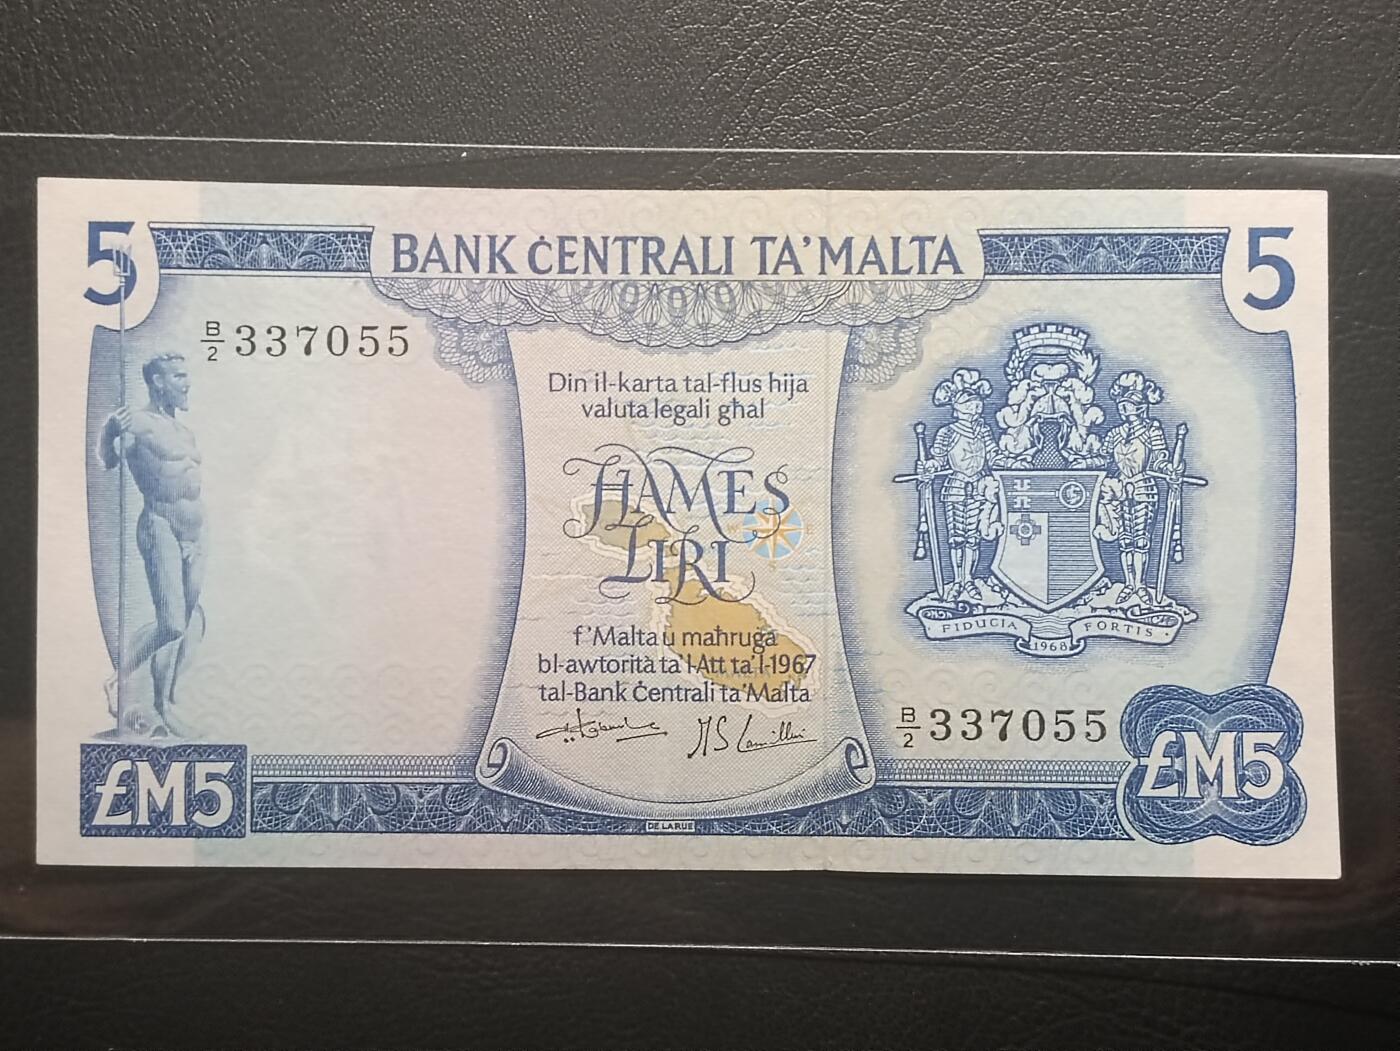 5
BANK ĊENTRALI TA' MALTA
5
B/2 337055
Din il-karta tal-flus hija
valuta legali għal
ĦAMES
LIRI
f'Malta u maħruġa
bl-awtorità ta' l-Att ta' l-1967
tal-Bank Ċentrali ta' Malta
FIDUCIA FORTIS
1968
B/2 337055
£M5
£M5
DE LA RUE